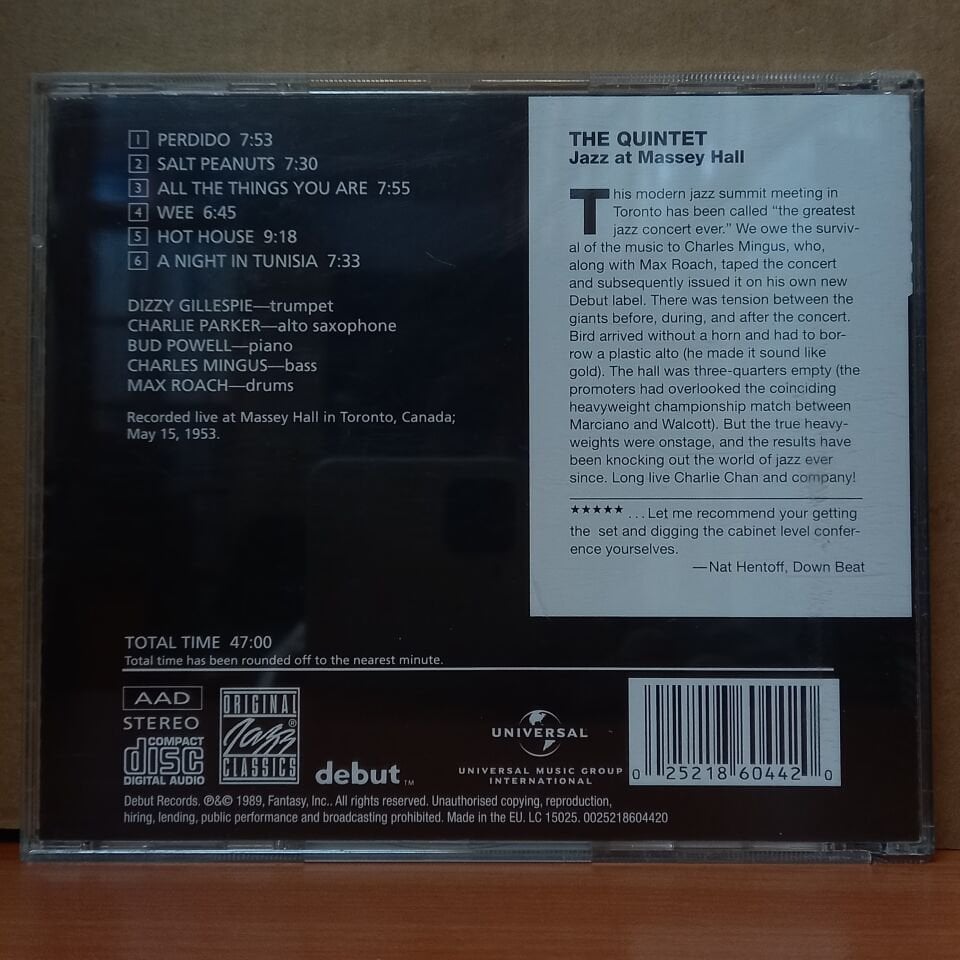 1 PERDIDO 7:53
2 SALT PEANUTS 7:30
3 ALL THE THINGS YOU ARE 7:55
4 WEE 6:45
5 HOT HOUSE 9:18
6 A NIGHT IN TUNISIA 7:33
DIZZY GILLESPIE—trumpet
CHARLIE PARKER—alto saxophone
BUD POWELL—piano
CHARLES MINGUS—bass
MAX ROACH—drums
Recorded live at Massey Hall in Toronto, Canada;
May 15, 1953.
THE QUINTET
Jazz at Massey Hall
This modern jazz summit meeting in
Toronto has been called “the greatest
jazz concert ever.” We owe the surviv-
al of the music to Charles Mingus, who,
along with Max Roach, taped the concert
and subsequently issued it on his own new
Debut label. There was tension between the
giants before, during, and after the concert.
Bird arrived without a horn and had to bor-
row a plastic alto (he made it sound like
gold). The hall was three-quarters empty (the
promoters had overlooked the coinciding
heavyweight championship match between
Marciano and Walcott). But the true heavy-
weights were onstage, and the results have
been knocking out the world of jazz ever
since. Long live Charlie Chan and company!
★★★★★ ...Let me recommend your getting
the set and digging the cabinet level confer-
ence yourselves.
—Nat Hentoff, Down Beat
TOTAL TIME 47:00
Total time has been rounded off to the nearest minute.
AAD
STEREO
COMPACT
disc
DIGITAL AUDIO
ORIGINAL
Jazz®
CLASSICS
debut™
UNIVERSAL
UNIVERSAL MUSIC GROUP
INTERNATIONAL
0 25218 60442 0
Debut Records. ℗&© 1989, Fantasy, Inc.. All rights reserved. Unauthorised copying, reproduction,
hiring, lending, public performance and broadcasting prohibited. Made in the EU. LC 15025. 0025218604420